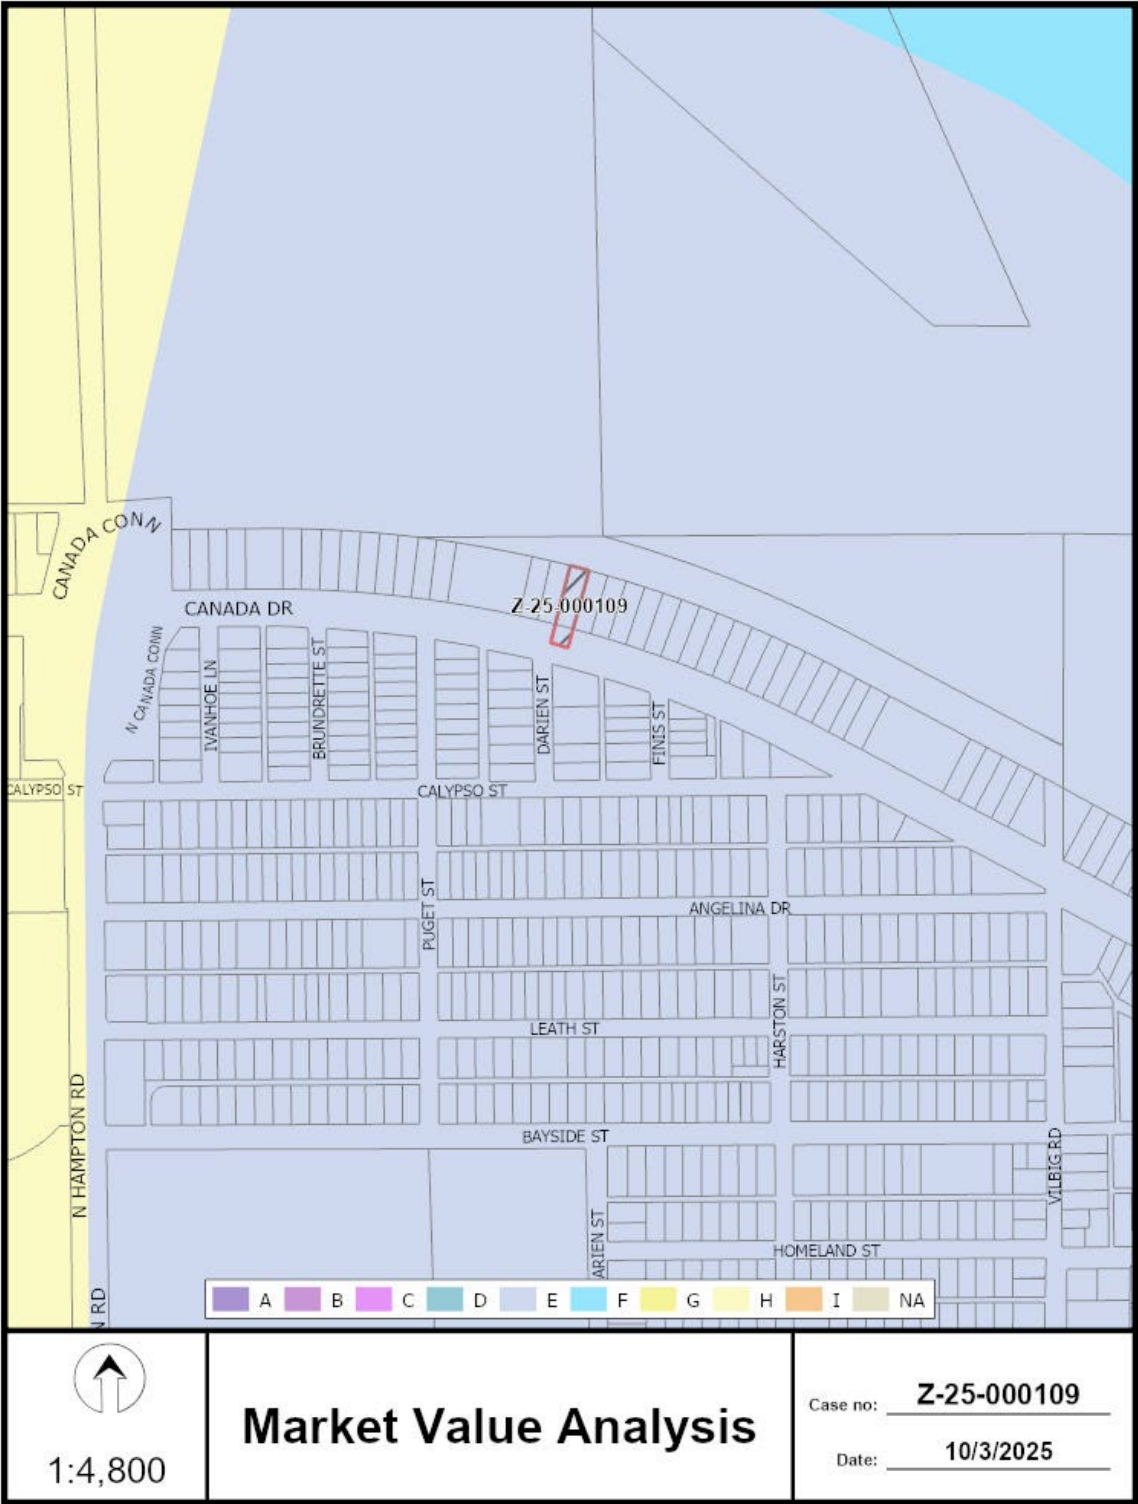 CANADA CONN
Z-25-000109
CANADA DR
N CANADA CONN
IVANHOE LN
BRUNDRETTE ST
DARIEN ST
FINIS ST
CALYPSO ST
CALYPSO ST
PUGET ST
ANGELINA DR
HARSTON ST
LEATH ST
N HAMPTON RD
BAYSIDE ST
VILBIG RD
ARIEN ST
HOMELAND ST
N RD
A B C D E F G H I NA
1:4,800
Market Value Analysis
Case no: Z-25-000109
Date: 10/3/2025